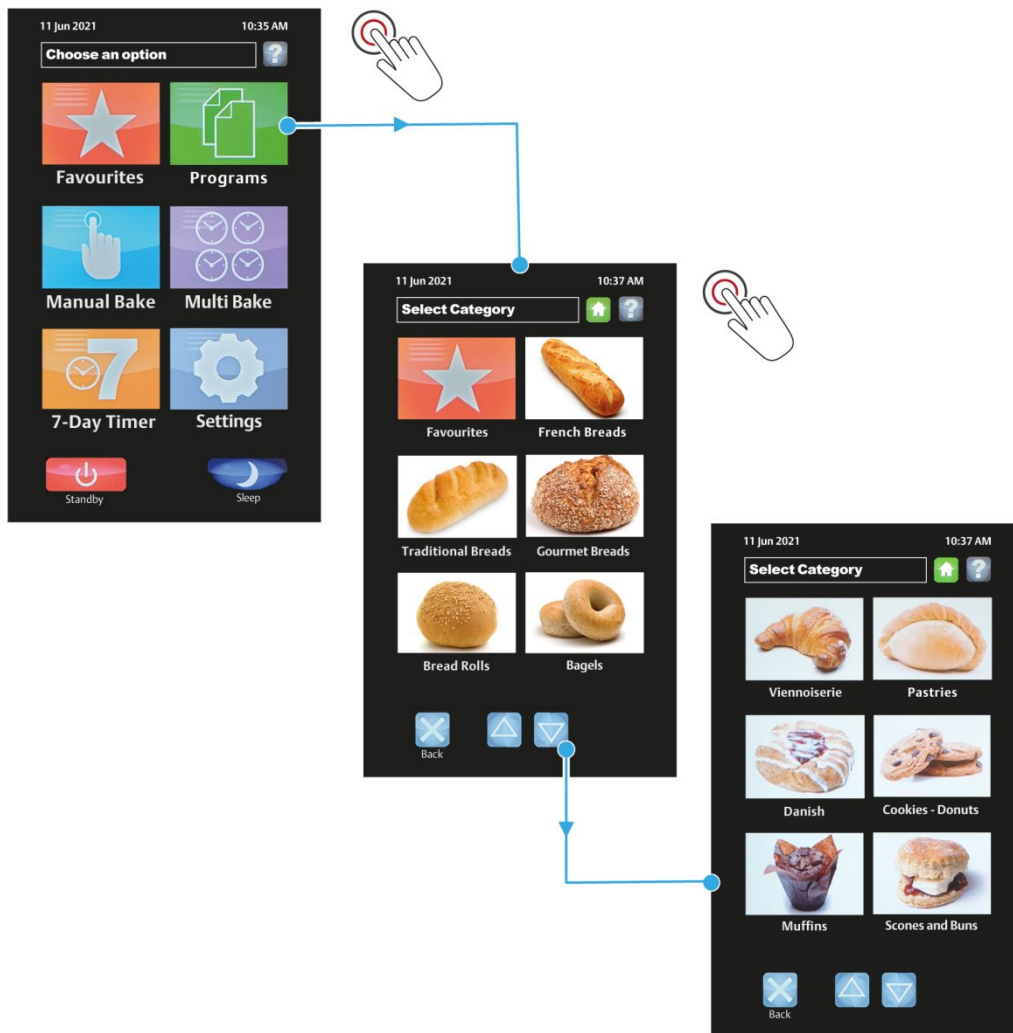 11 Jun 2021 10:35 AM
Choose an option ?
Favourites Programs
Manual Bake Multi Bake
7
7-Day Timer Settings
Standby Sleep
11 Jun 2021 10:37 AM
Select Category ?
Favourites French Breads
Traditional Breads Gourmet Breads
Bread Rolls Bagels
Back
11 Jun 2021 10:37 AM
Select Category ?
Viennoiserie Pastries
Danish Cookies - Donuts
Muffins Scones and Buns
Back